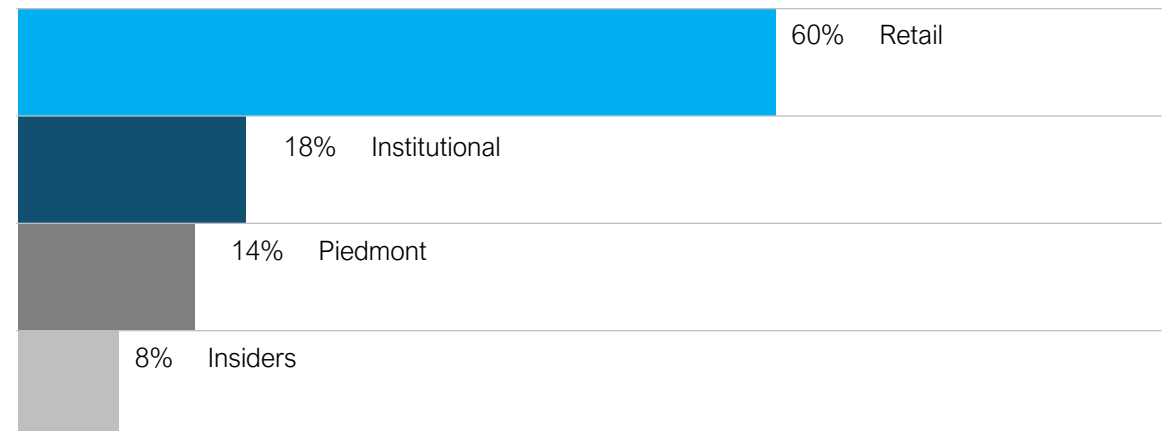 60% Retail
18% Institutional
14% Piedmont
8% Insiders